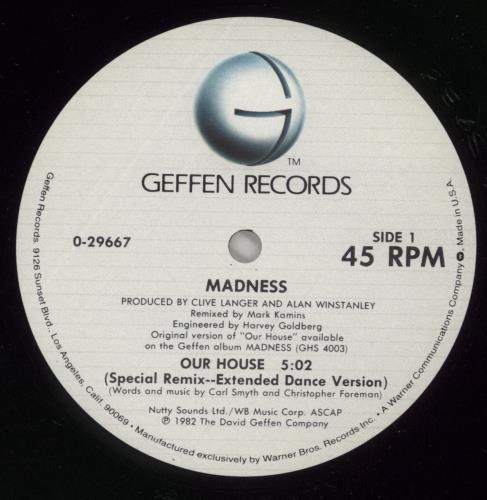 TM
GEFFEN RECORDS
0-29667
SIDE 1
45 RPM
MADNESS
PRODUCED BY CLIVE LANGER AND ALAN WINSTANLEY
Remixed by Mark Kamins
Engineered by Harvey Goldberg
Original version of "Our House" available
on the Geffen album MADNESS (GHS 4003)
OUR HOUSE 5:02
(Special Remix--Extended Dance Version)
(Words and music by Carl Smyth and Christopher Foreman)
Nutty Sounds Ltd./WB Music Corp. ASCAP
℗ 1982 The David Geffen Company
Geffen Records, 9126 Sunset Blvd., Los Angeles, Calif. 90069 • Manufactured exclusively by Warner Bros. Records Inc. • A Warner Communications Company Made in U.S.A.